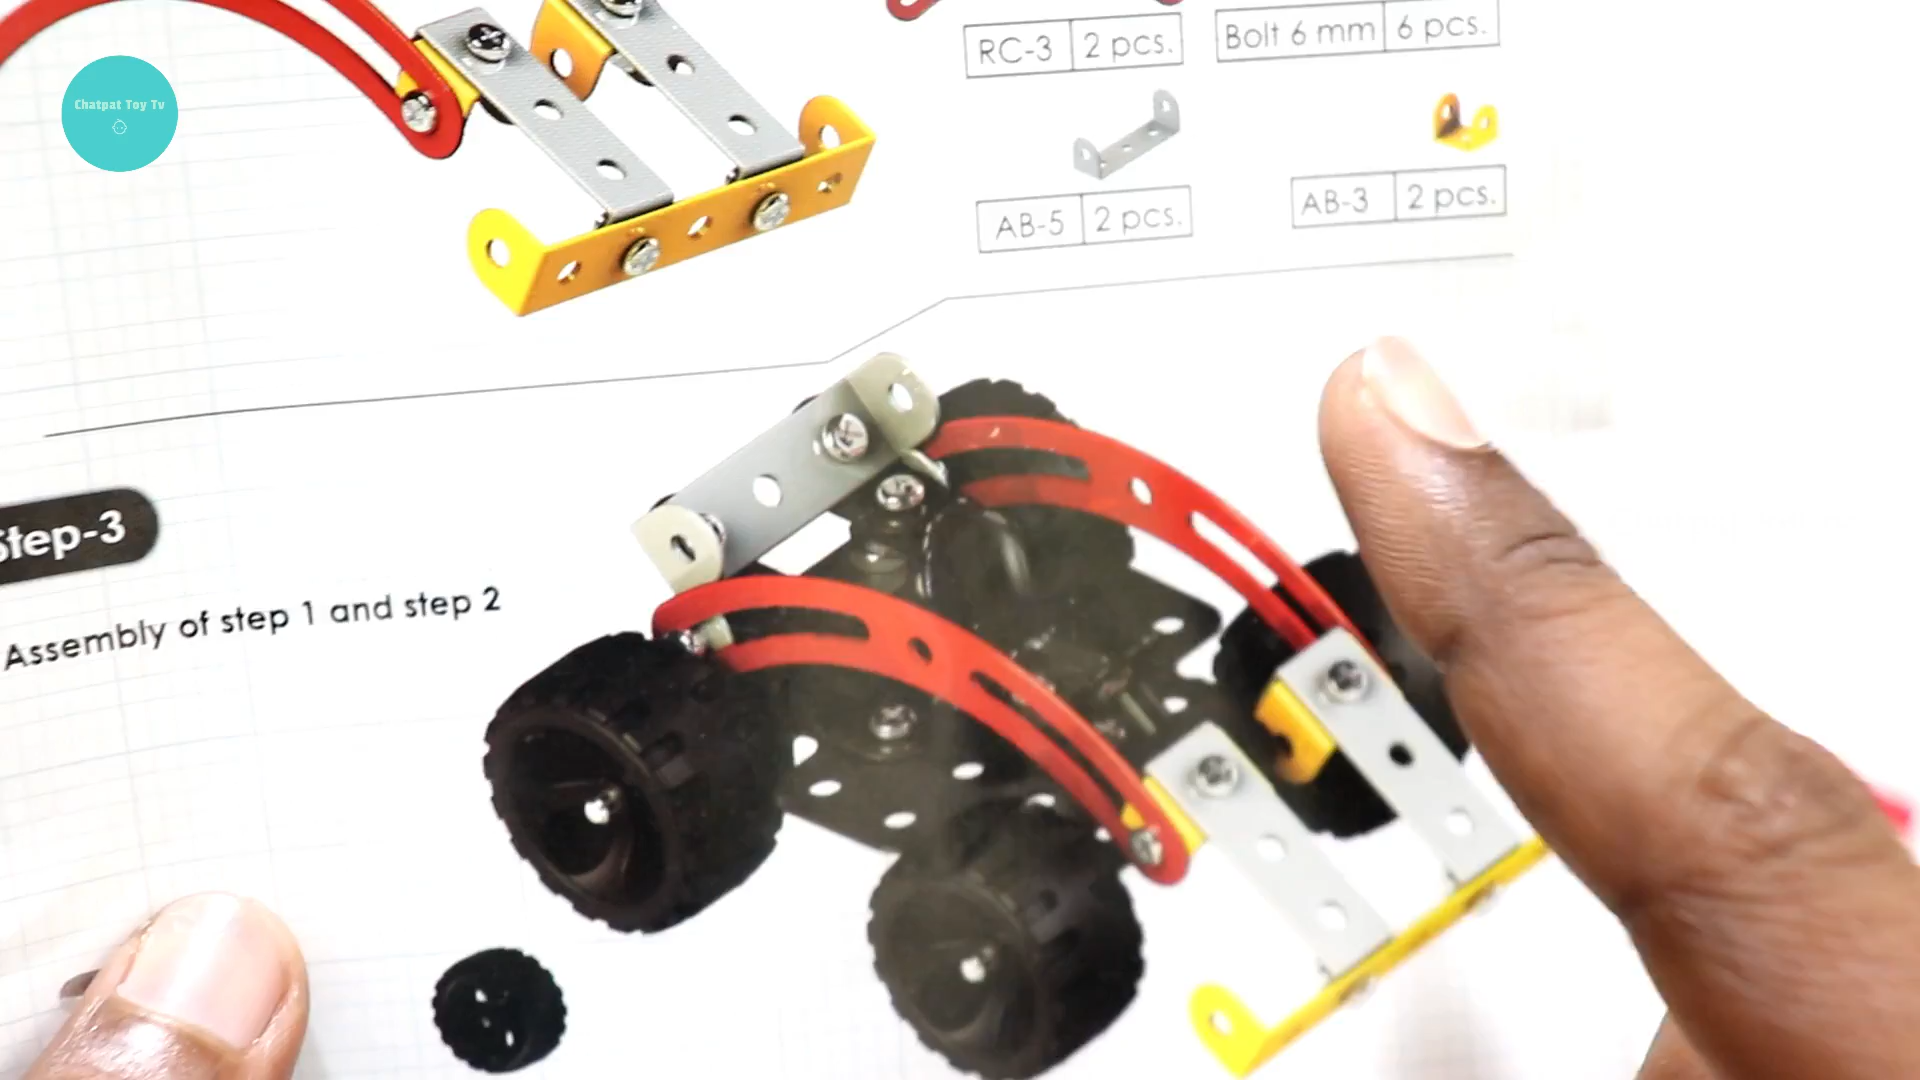 Chatpat Toy Tv
RC-3 2 pcs.
Bolt 6 mm 6 pcs.
AB-5 2 pcs.
AB-3 2 pcs.
Step-3
Assembly of step 1 and step 2